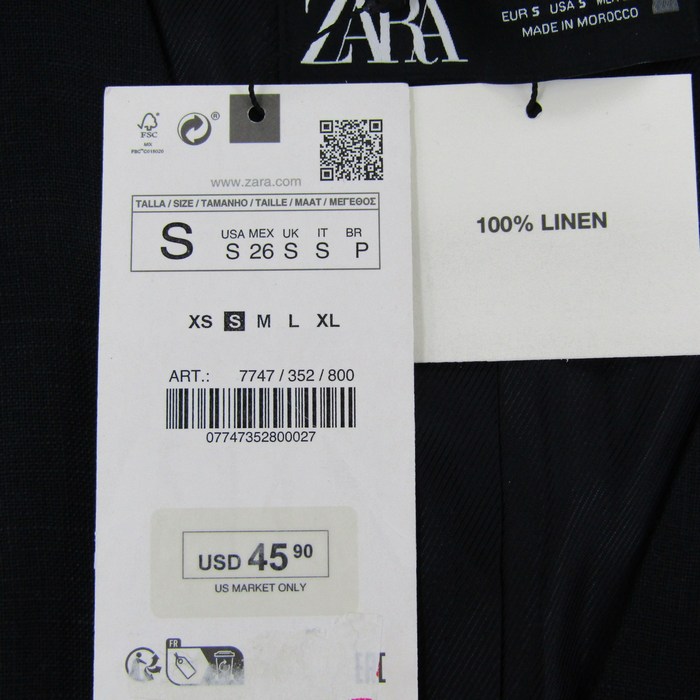 ZARA
EUR S USA S
MADE IN MOROCCO
FSC
MIX
®
www.zara.com
TALLA / SIZE / TAMANHO / TAILLE / MAAT / ΜΕΓΕΘΟΣ
S
USA MEX UK IT BR
S 26 S S P
100% LINEN
XS S M L XL
ART.: 7747 / 352 / 800
07747352800027
USD 45 90
US MARKET ONLY
FR